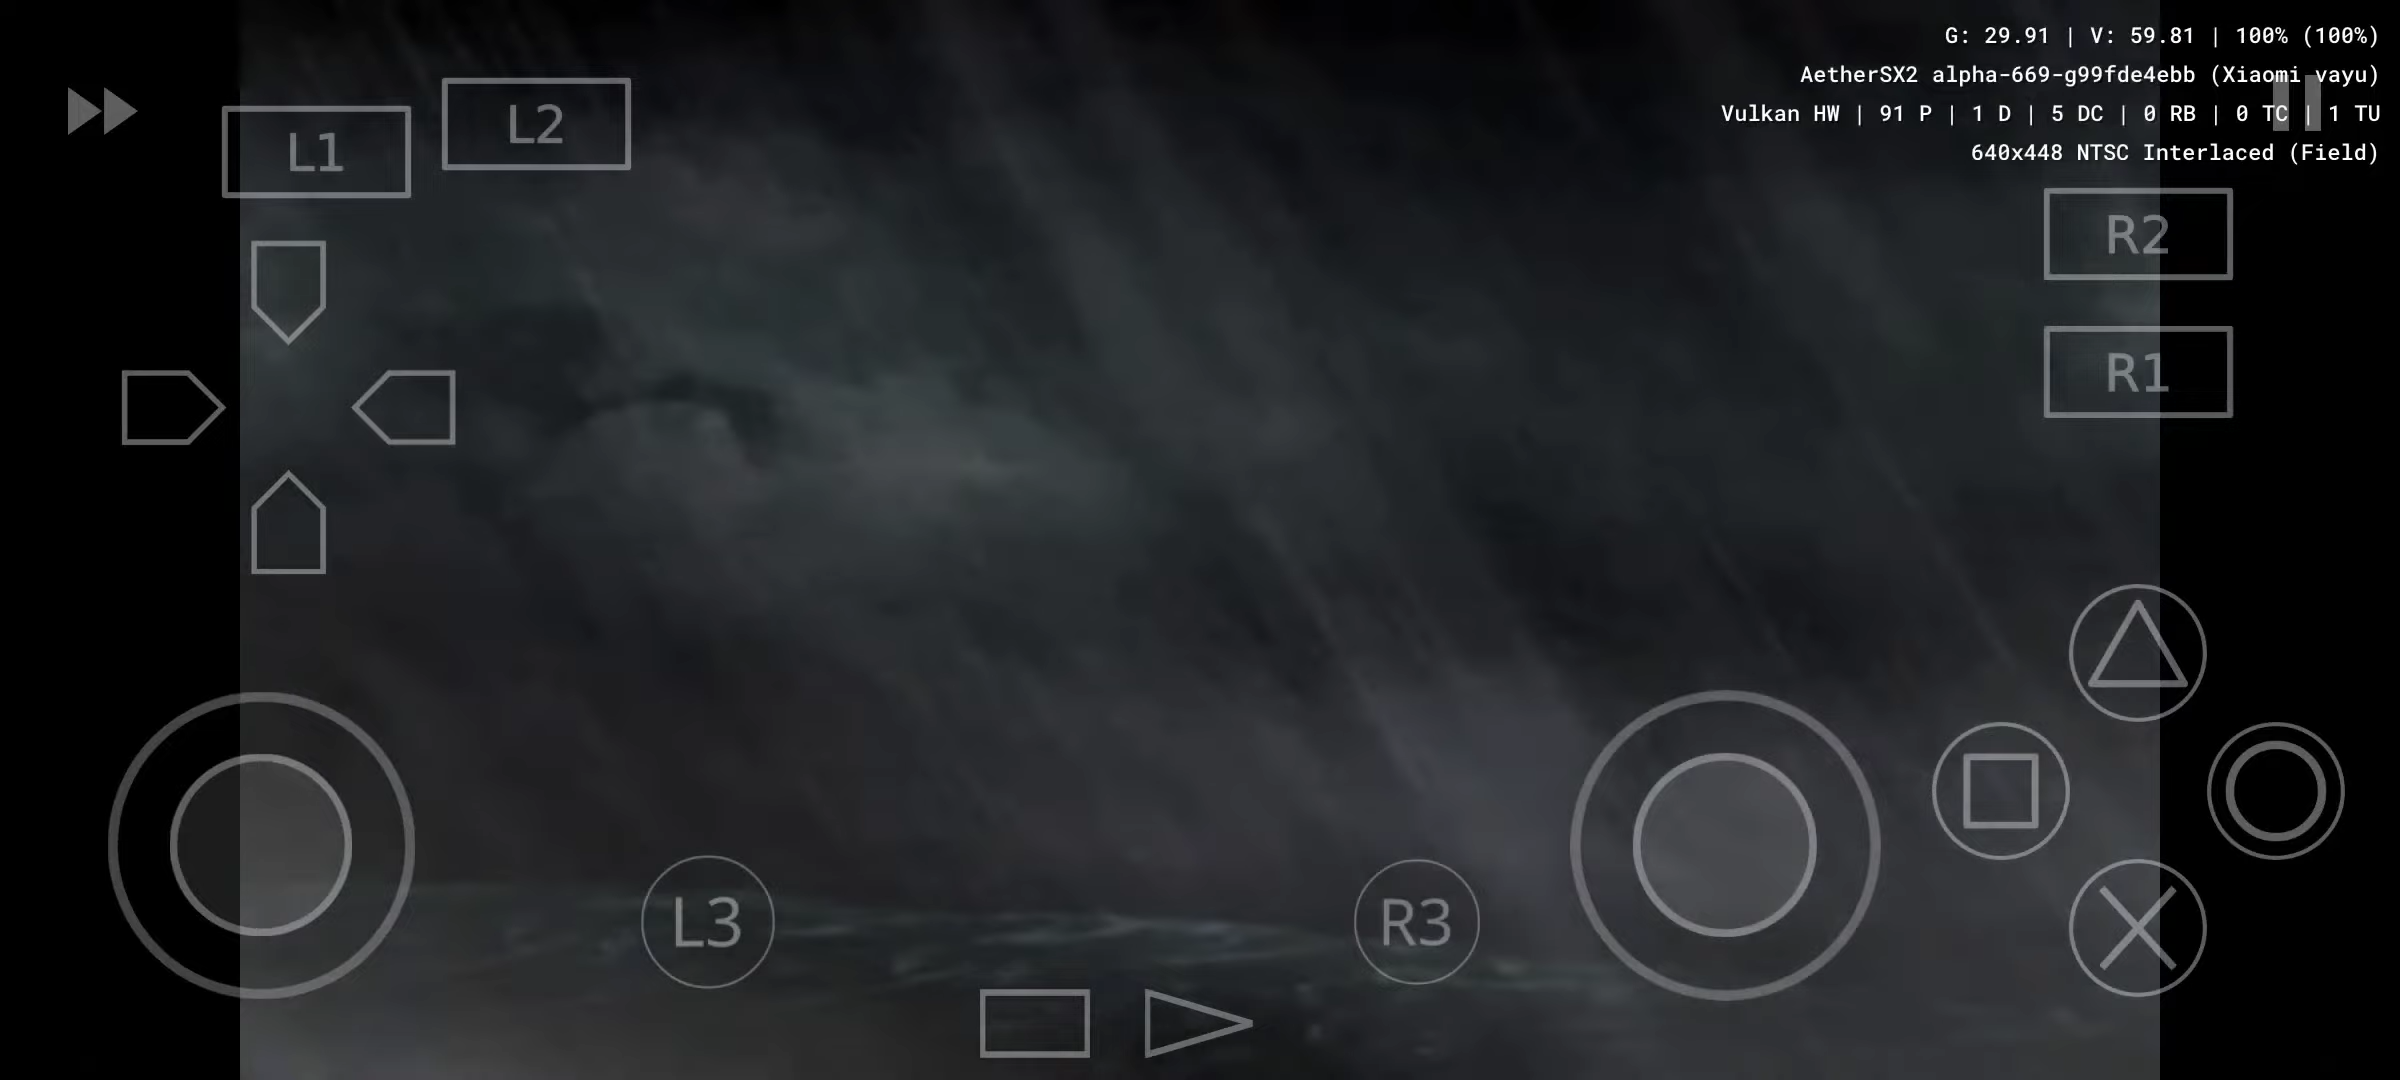 G: 29.91 | V: 59.81 | 100% (100%)
AetherSX2 alpha-669-g99fde4ebb (Xiaomi vayu)
Vulkan HW | 91 P | 1 D | 5 DC | 0 RB | 0 TC | 1 TU
640x448 NTSC Interlaced (Field)
L1
L2
R2
R1
L3
R3